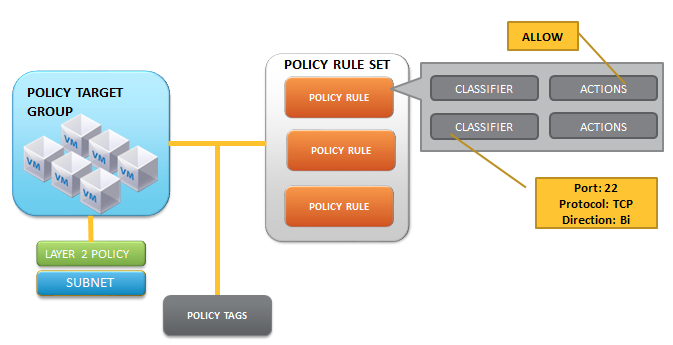 ALLOW
POLICY RULE SET
POLICY TARGET
GROUP
CLASSIFIER
ACTIONS
POLICY RULE
CLASSIFIER
ACTIONS
VM
VM
VM
VM
VM
VM
POLICY RULE
Port: 22
Protocol: TCP
Direction: Bi
POLICY RULE
LAYER 2 POLICY
SUBNET
POLICY TAGS